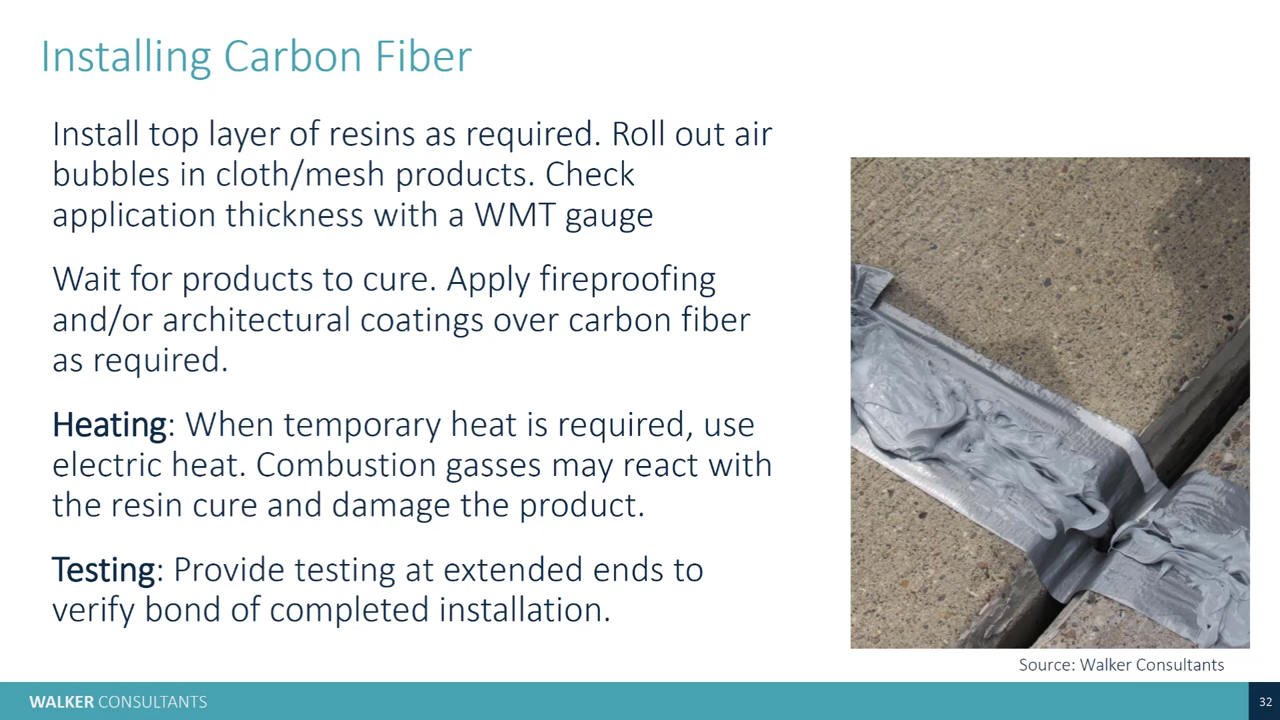 Installing Carbon Fiber
Install top layer of resins as required. Roll out air
bubbles in cloth/mesh products. Check
application thickness with a WMT gauge
Wait for products to cure. Apply fireproofing
and/or architectural coatings over carbon fiber
as required.
Heating: When temporary heat is required, use
electric heat. Combustion gasses may react with
the resin cure and damage the product.
Testing: Provide testing at extended ends to
verify bond of completed installation.
Source: Walker Consultants
WALKER CONSULTANTS
32